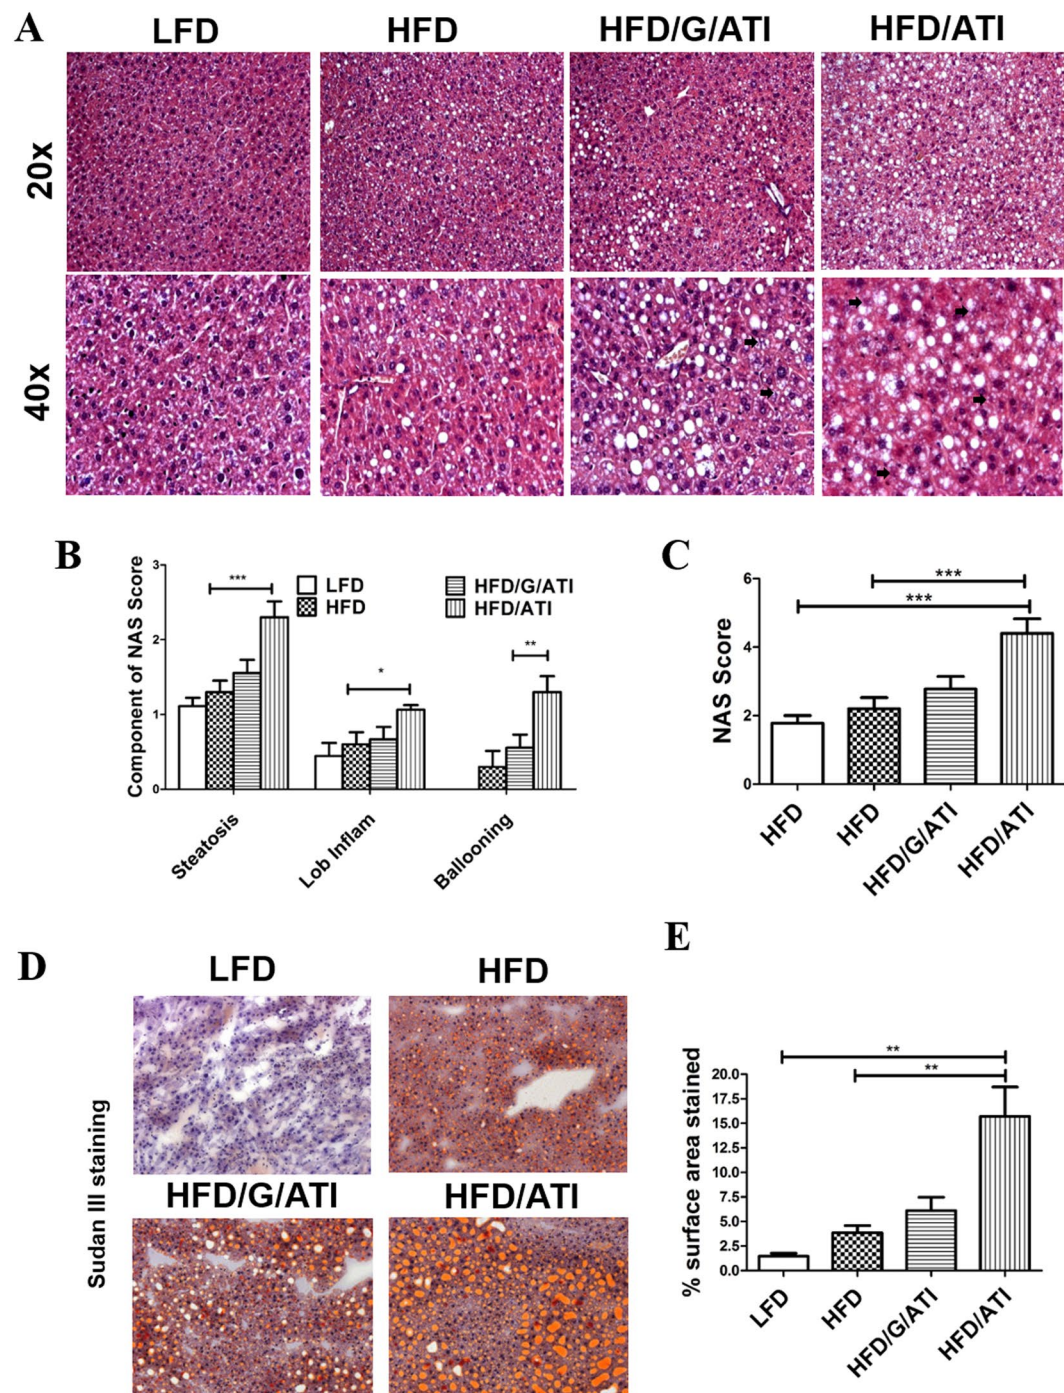 A
LFD HFD HFD/G/ATI HFD/ATI
20x
40x
B
Component of NAS Score
3
2
1
0
***
*
**
LFD
HFD
HFD/G/ATI
HFD/ATI
Steatosis
Lob Inflam
Ballooning
C
NAS Score
6
4
2
0
***
***
HFD
HFD
HFD/G/ATI
HFD/ATI
D
LFD HFD
HFD/G/ATI HFD/ATI
Sudan III staining
E
% surface area stained
**
**
20.0
17.5
15.0
12.5
10.0
7.5
5.0
2.5
0.0
LFD
HFD
HFD/G/ATI
HFD/ATI